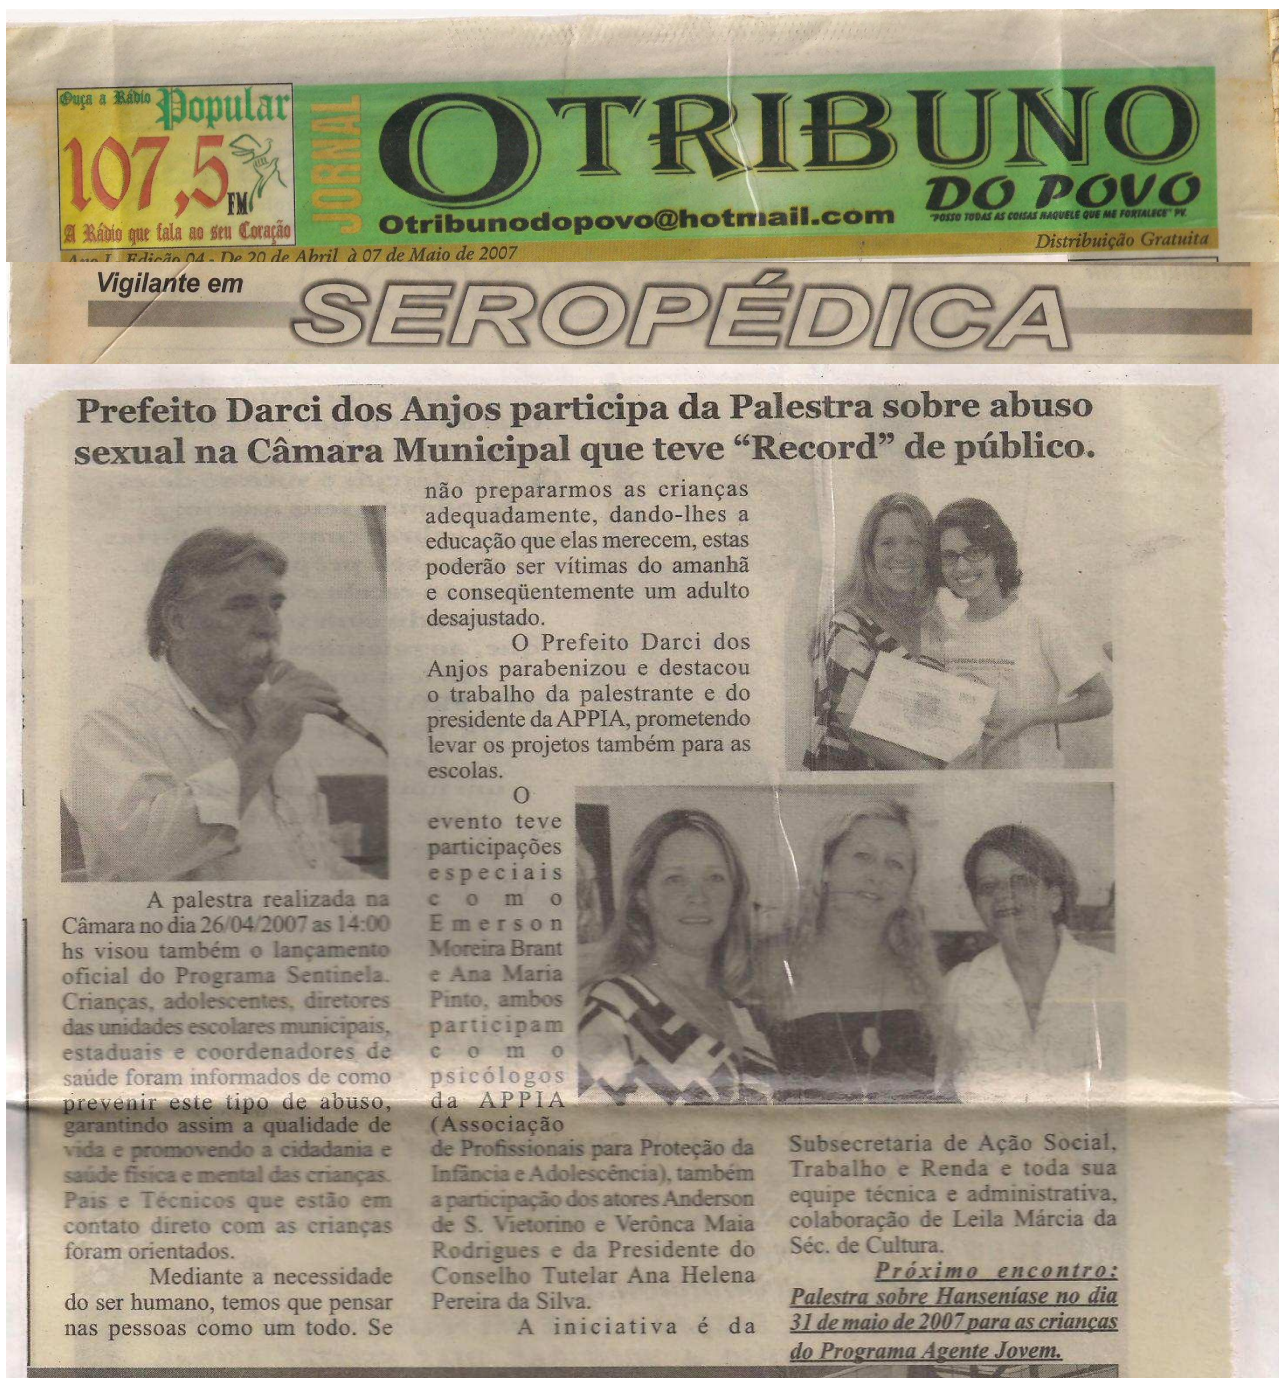 Ouça a Rádio
Popular
107,5
FM
A Rádio que fala ao seu Coração
JORNAL
O TRIBUNO
DO POVO
"POSSO TODAS AS COISAS NAQUELE QUE ME FORTALECE" PV.
Otribunodopovo@hotmail.com
Distribuição Gratuita
Ano I - Edição 04 - De 20 de Abril à 07 de Maio de 2007
Vigilante em
SEROPÉDICA
Prefeito Darci dos Anjos participa da Palestra sobre abuso
sexual na Câmara Municipal que teve “Record” de público.
A palestra realizada na
Câmara no dia 26/04/2007 as 14:00
hs visou também o lançamento
oficial do Programa Sentinela.
Crianças, adolescentes, diretores
das unidades escolares municipais,
estaduais e coordenadores de
saúde foram informados de como
prevenir este tipo de abuso,
garantindo assim a qualidade de
vida e promovendo a cidadania e
saúde física e mental das crianças.
Pais e Técnicos que estão em
contato direto com as crianças
foram orientados.
Mediante a necessidade
do ser humano, temos que pensar
nas pessoas como um todo. Se
não prepararmos as crianças
adequadamente, dando-lhes a
educação que elas merecem, estas
poderão ser vítimas do amanhã
e conseqüentemente um adulto
desajustado.
O Prefeito Darci dos
Anjos parabenizou e destacou
o trabalho da palestrante e do
presidente da APPIA, prometendo
levar os projetos também para as
escolas.
O
evento teve
participações
especiais
como
Emerson
Moreira Brant
e Ana Maria
Pinto, ambos
participam
como
psicólogos
da APPIA
(Associação
de Profissionais para Proteção da
Infância e Adolescência), também
a participação dos atores Anderson
de S. Vietorino e Verônca Maia
Rodrigues e da Presidente do
Conselho Tutelar Ana Helena
Pereira da Silva.
A iniciativa é da
Subsecretaria de Ação Social,
Trabalho e Renda e toda sua
equipe técnica e administrativa,
colaboração de Leila Márcia da
Séc. de Cultura.
Próximo encontro:
Palestra sobre Hanseníase no dia
31 de maio de 2007 para as crianças
do Programa Agente Jovem.